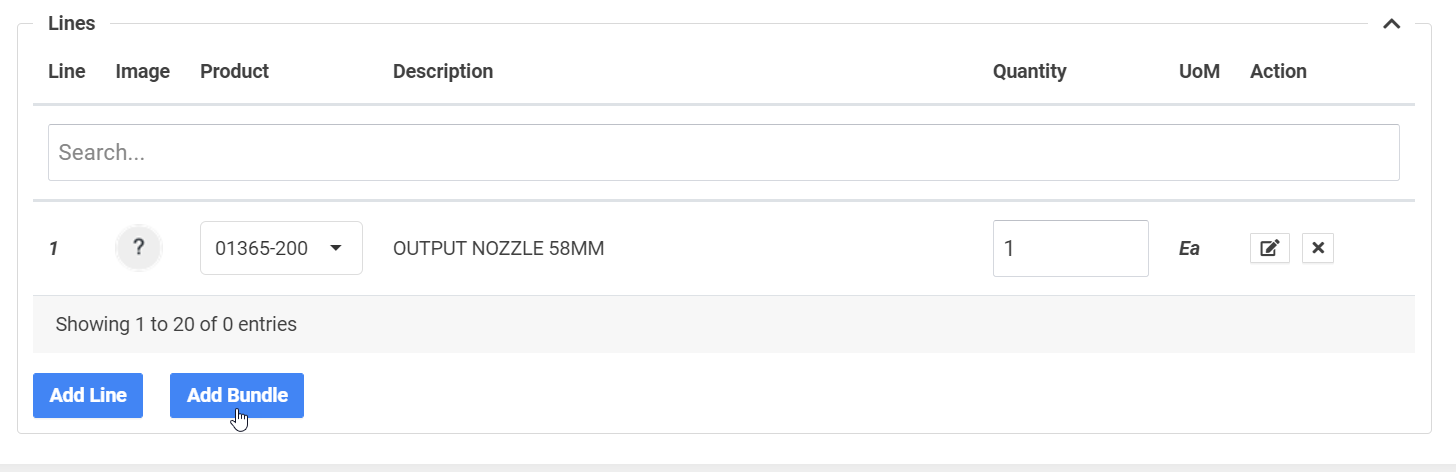 Lines
Line Image Product Description Quantity UoM Action
Search...
1 ? 01365-200 OUTPUT NOZZLE 58MM 1 Ea
Showing 1 to 20 of 0 entries
Add Line Add Bundle